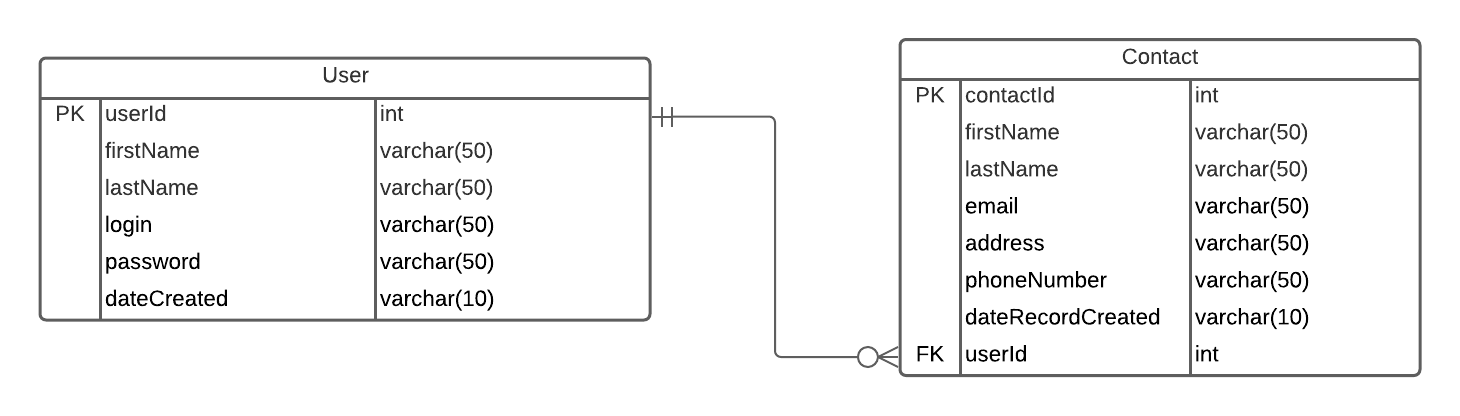 User
PK userId int
firstName varchar(50)
lastName varchar(50)
login varchar(50)
password varchar(50)
dateCreated varchar(10)
Contact
PK contactId int
firstName varchar(50)
lastName varchar(50)
email varchar(50)
address varchar(50)
phoneNumber varchar(50)
dateRecordCreated varchar(10)
FK userId int